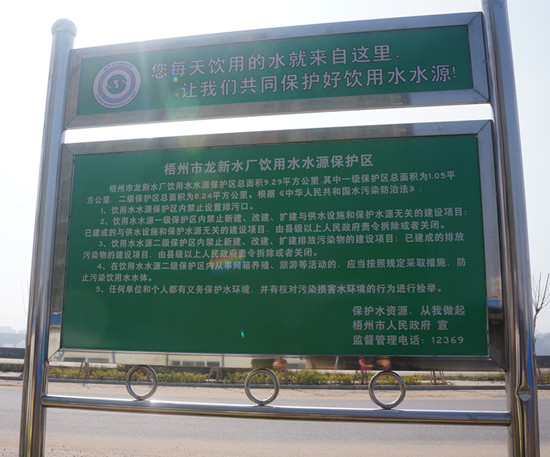 您每天饮用的水就来自这里，
让我们共同保护好饮用水水源！
梧州市龙新水厂饮用水水源保护区
梧州市龙新水厂饮用水水源保护区总面积9.29平方公里，其中一级保护区总面积为1.05平
方公里，二级保护区总面积为8.24平方公里。根据《中华人民共和国水污染防治法》：
1、饮用水水源保护区内禁止设置排污口。
2、饮用水水源一级保护区内禁止新建、改建、扩建与供水设施和保护水源无关的建设项目；
已建成的与供水设施和保护水源无关的建设项目，由县级以上人民政府责令拆除或者关闭。
3、饮用水水源二级保护区内禁止新建、改建、扩建排放污染物的建设项目；已建成的排放
污染物的建设项目，由县级以上人民政府责令拆除或者关闭。
4、在饮用水水源二级保护区内从事网箱养殖、旅游等活动的，应当按照规定采取措施，防
止污染饮用水水体。
5、任何单位和个人都有义务保护水环境，并有权对污染损害水环境的行为进行检举。
保护水资源，从我做起
梧州市人民政府 宣
监督管理电话：12369